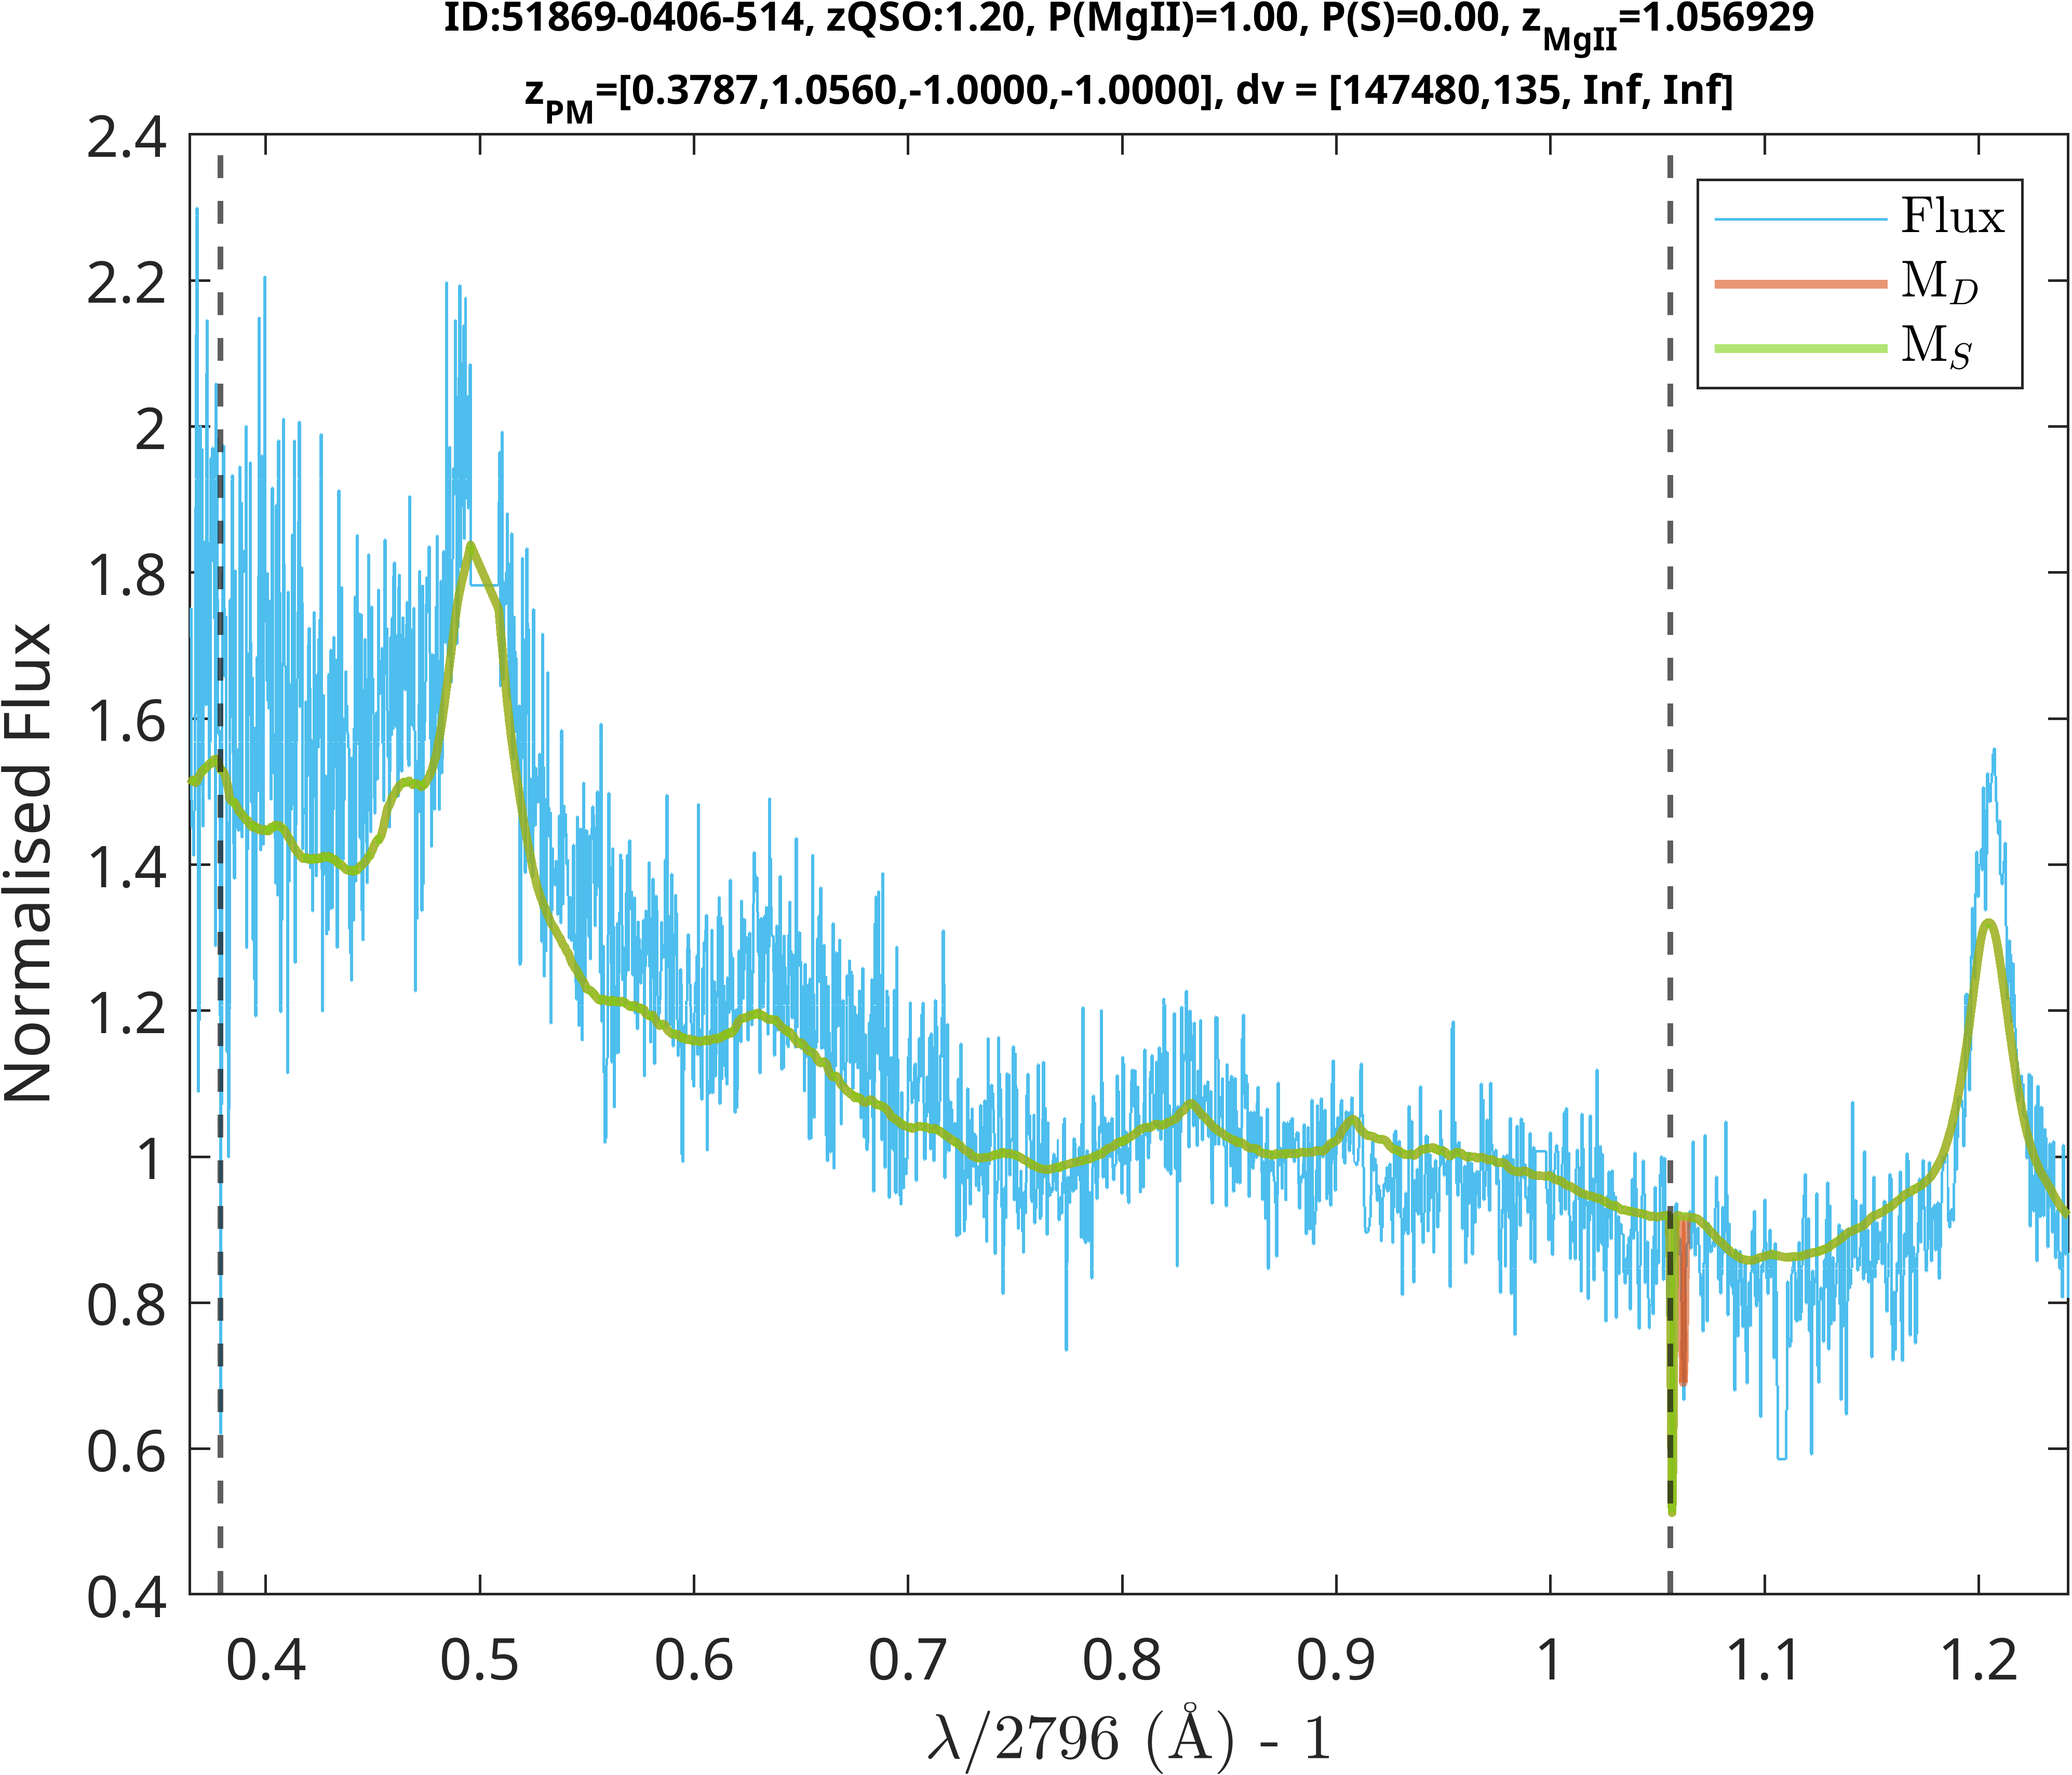 ID:51869-0406-514, zQSO:1.20, P(MgII)=1.00, P(S)=0.00, zMgII=1.056929
zPM=[0.3787,1.0560,-1.0000,-1.0000], dv = [147480,135, Inf, Inf]
2.4
2.2
2
1.8
1.6
1.4
1.2
1
0.8
0.6
0.4
Normalised Flux
Flux
MD
MS
0.4 0.5 0.6 0.7 0.8 0.9 1 1.1 1.2
λ/2796 (Å) - 1